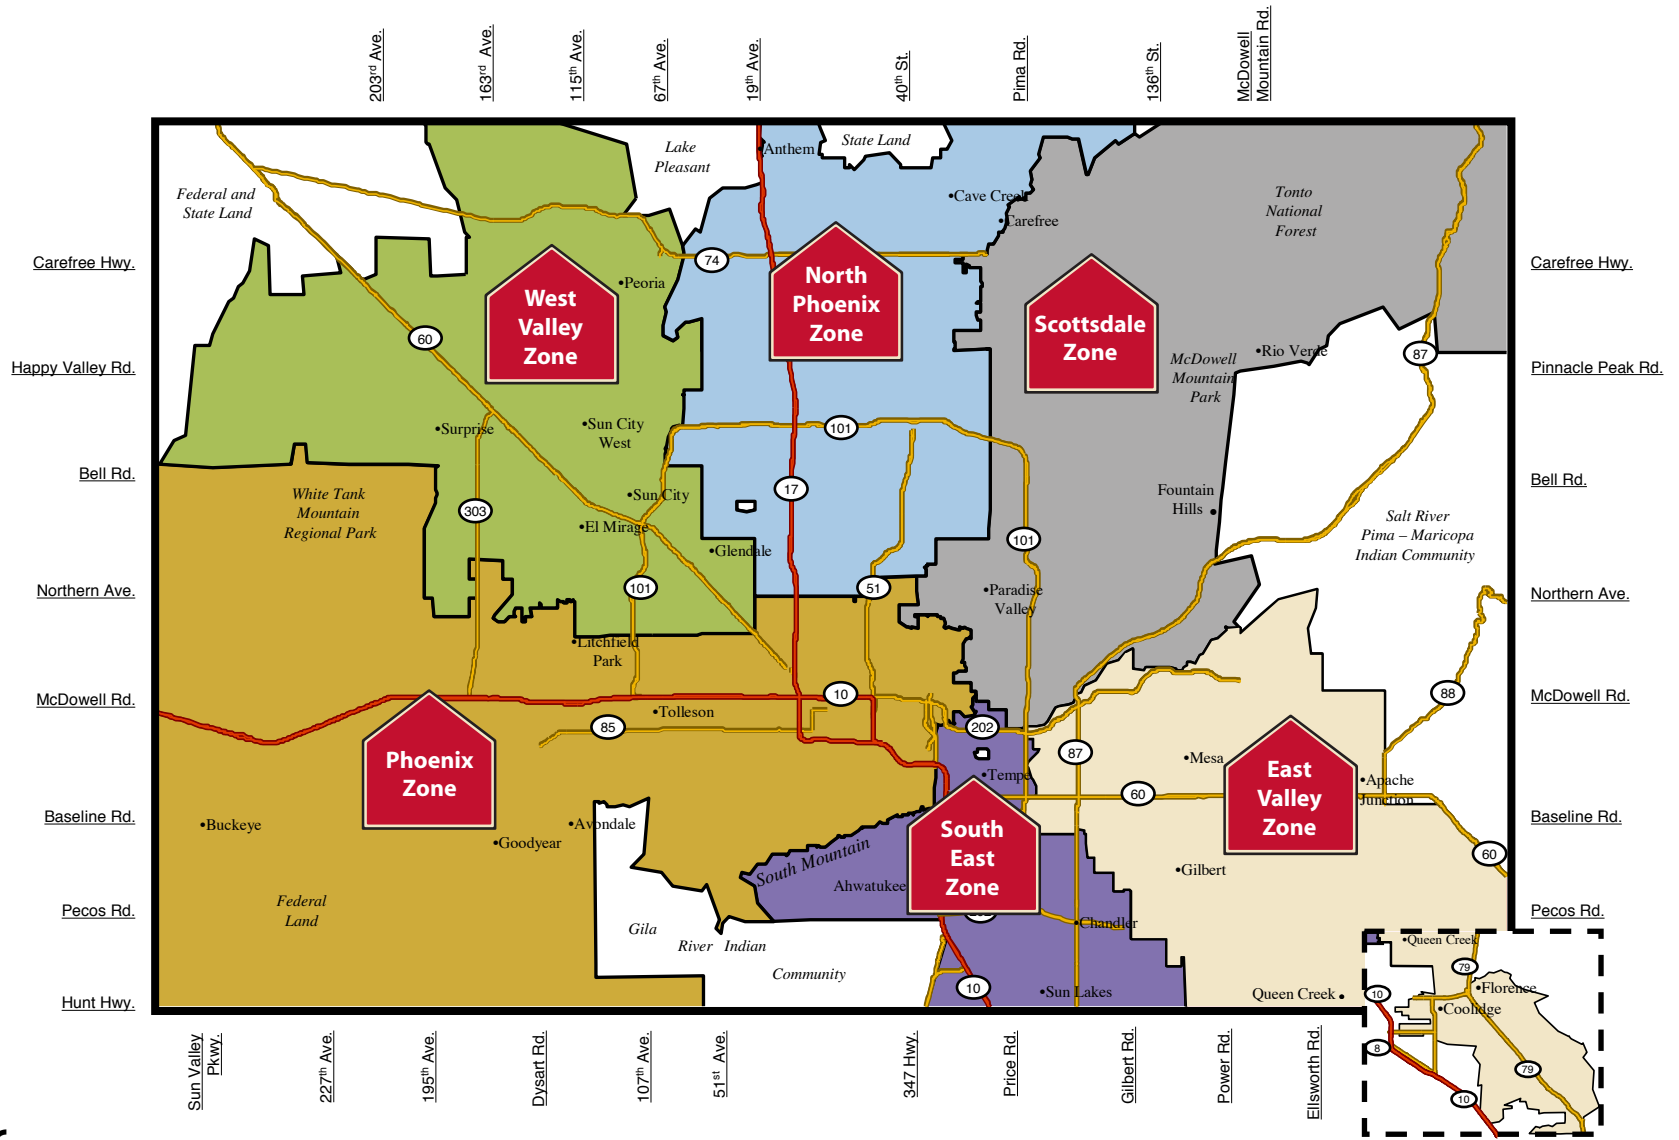 203rd Ave.
163rd Ave.
115th Ave.
67th Ave.
19th Ave.
40th St.
Pima Rd.
136th St.
McDowell
Mountain Rd.
Carefree Hwy.
Happy Valley Rd.
Bell Rd.
Northern Ave.
McDowell Rd.
Baseline Rd.
Pecos Rd.
Hunt Hwy.
Federal and
State Land
Lake
Pleasant
•Anthem
State Land
•Cave Creek
•Carefree
Tonto
National
Forest
74
60
•Peoria
West
Valley
Zone
North
Phoenix
Zone
Scottsdale
Zone
McDowell
Mountain
Park
•Rio Verde
87
•Surprise
•Sun City
West
101
17
•Sun City
•El Mirage
•Glendale
303
White Tank
Mountain
Regional Park
Fountain
Hills •
Salt River
Pima – Maricopa
Indian Community
101
101
51
•Paradise
Valley
•Litchfield
Park
10
•Tolleson
85
202
88
87
•Mesa
•Tempe
60
•Apache
Junction
60
Phoenix
Zone
South
East
Zone
East
Valley
Zone
•Buckeye
•Goodyear
•Avondale
South Mountain
Ahwatukee
•Gilbert
•Chandler
Federal
Land
Gila
River Indian
Community
10
•Sun Lakes
Queen Creek •
Carefree Hwy.
Pinnacle Peak Rd.
Bell Rd.
Northern Ave.
McDowell Rd.
Baseline Rd.
Pecos Rd.
•Queen Creek
79
10
•Florence
•Coolidge
8
79
10
Sun Valley
Pkwy.
227th Ave.
195th Ave.
Dysart Rd.
107th Ave.
51st Ave.
347 Hwy.
Price Rd.
Gilbert Rd.
Power Rd.
Ellsworth Rd.